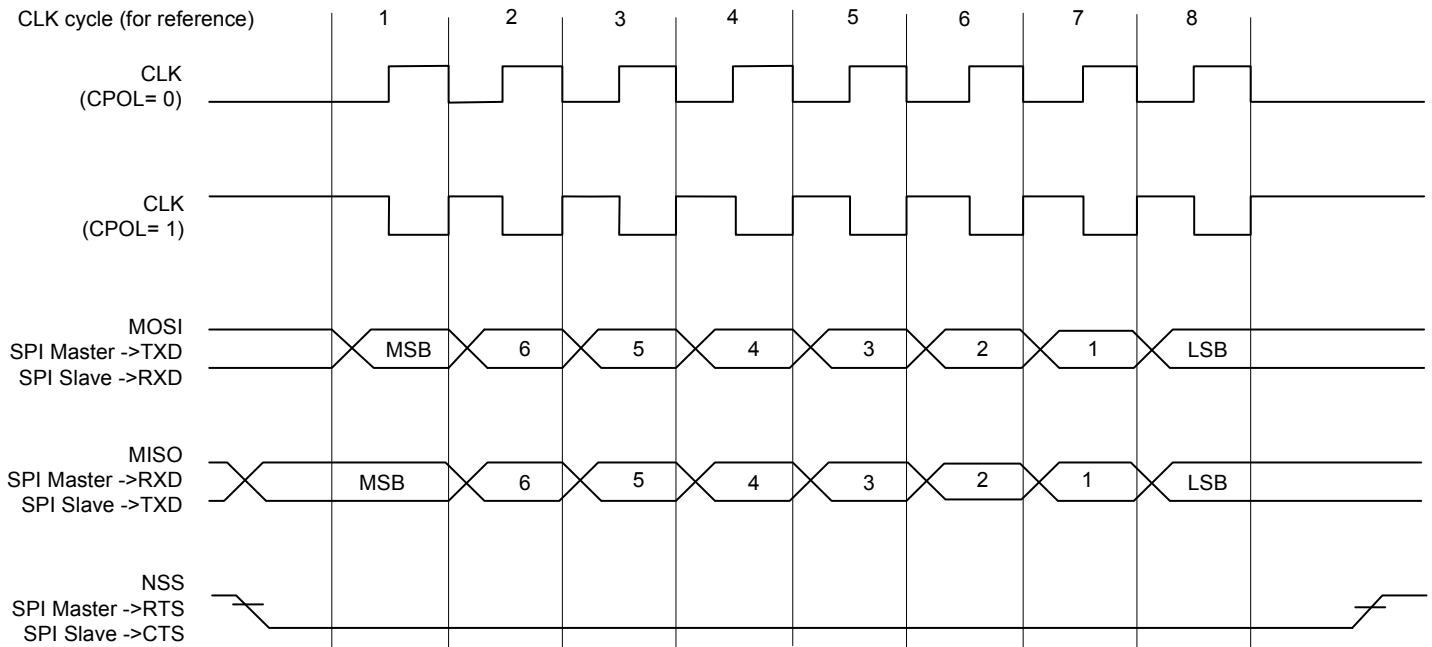 CLK cycle (for reference) 1 2 3 4 5 6 7 8
CLK
(CPOL= 0)
CLK
(CPOL= 1)
MOSI
SPI Master ->TXD
SPI Slave ->RXD
MSB 6 5 4 3 2 1 LSB
MISO
SPI Master ->RXD
SPI Slave ->TXD
MSB 6 5 4 3 2 1 LSB
NSS
SPI Master ->RTS
SPI Slave ->CTS